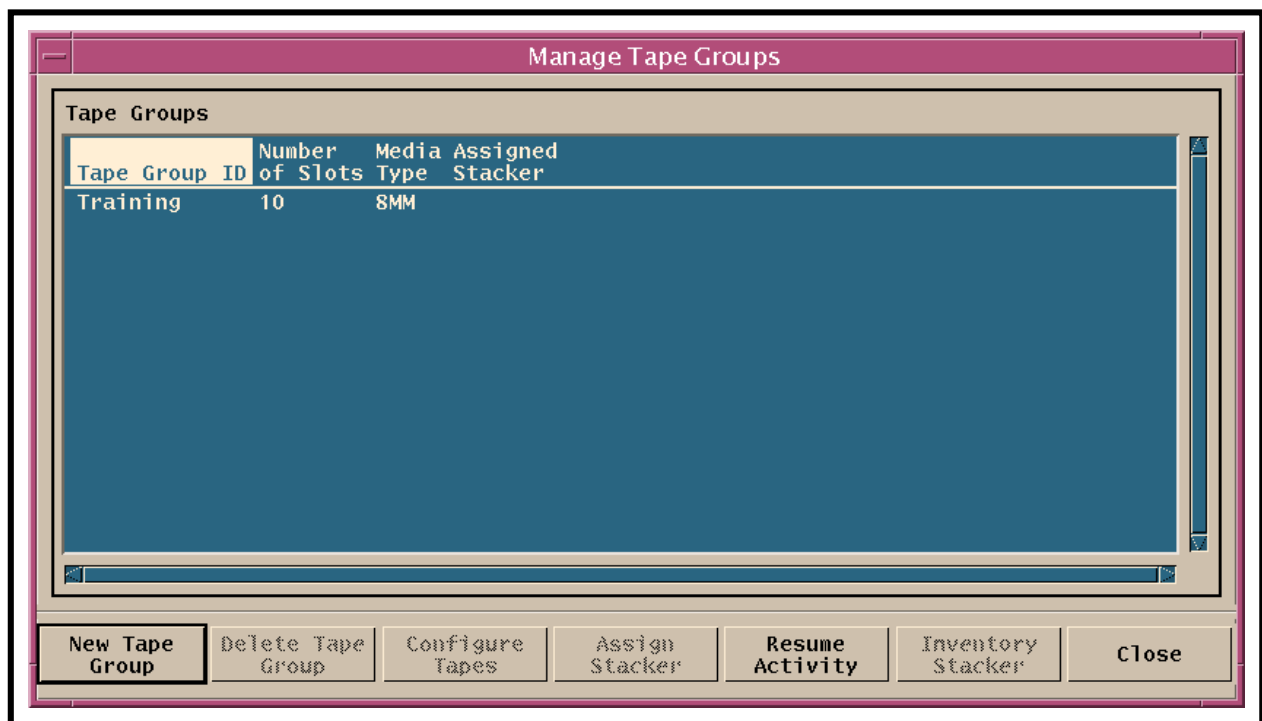 Manage Tape Groups
Tape Groups
Number Media Assigned
Tape Group ID of Slots Type Stacker
Training 10 8MM
New Tape Group
Delete Tape Group
Configure Tapes
Assign Stacker
Resume Activity
Inventory Stacker
Close